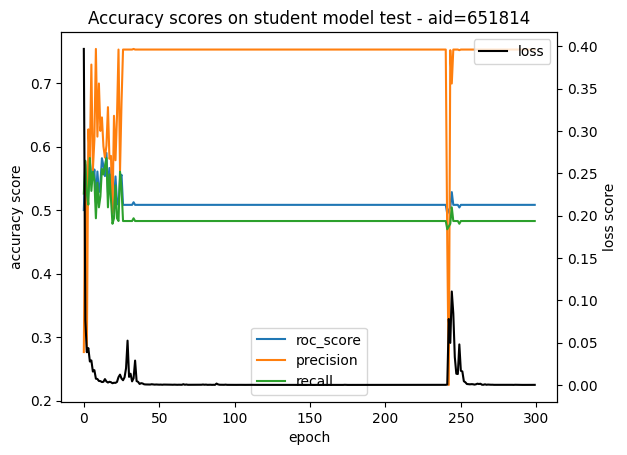 Accuracy scores on student model test - aid=651814
loss
accuracy score
0.7
0.6
0.5
0.4
0.3
0.2
0.40
0.35
0.30
0.25
0.20
0.15
0.10
0.05
0.00
loss score
roc_score
precision
recall
0
50
100
150
200
250
300
epoch